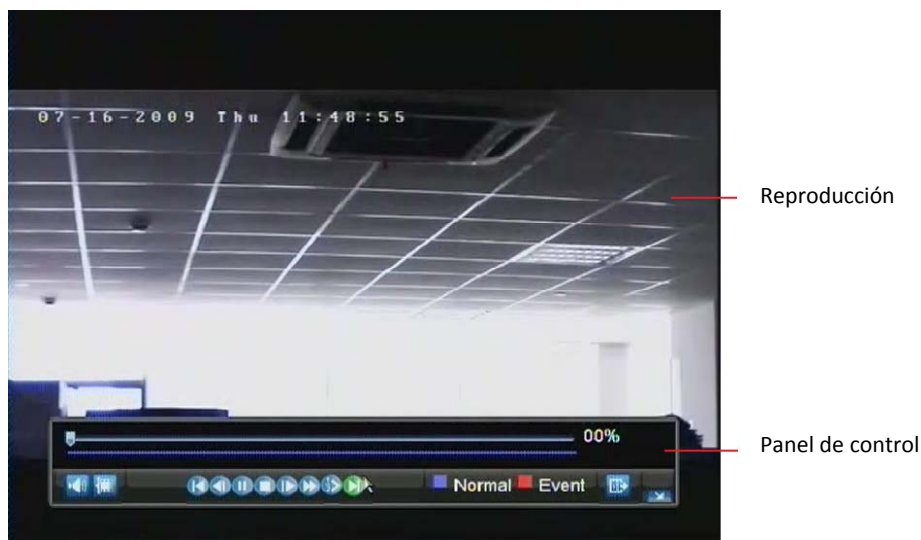 07-16-2009 Thu 11:48:55
Reproducción
00%
Panel de control
Normal Event